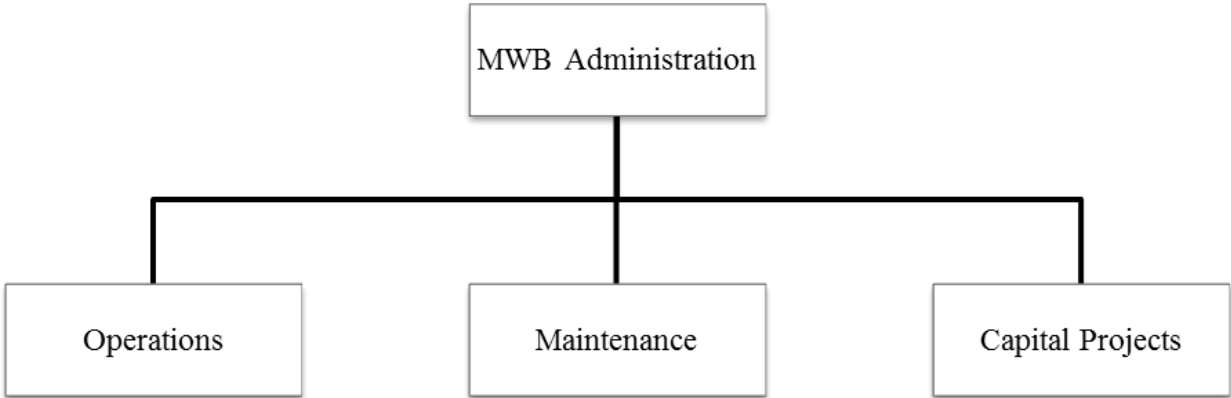 MWB Administration
Operations
Maintenance
Capital Projects